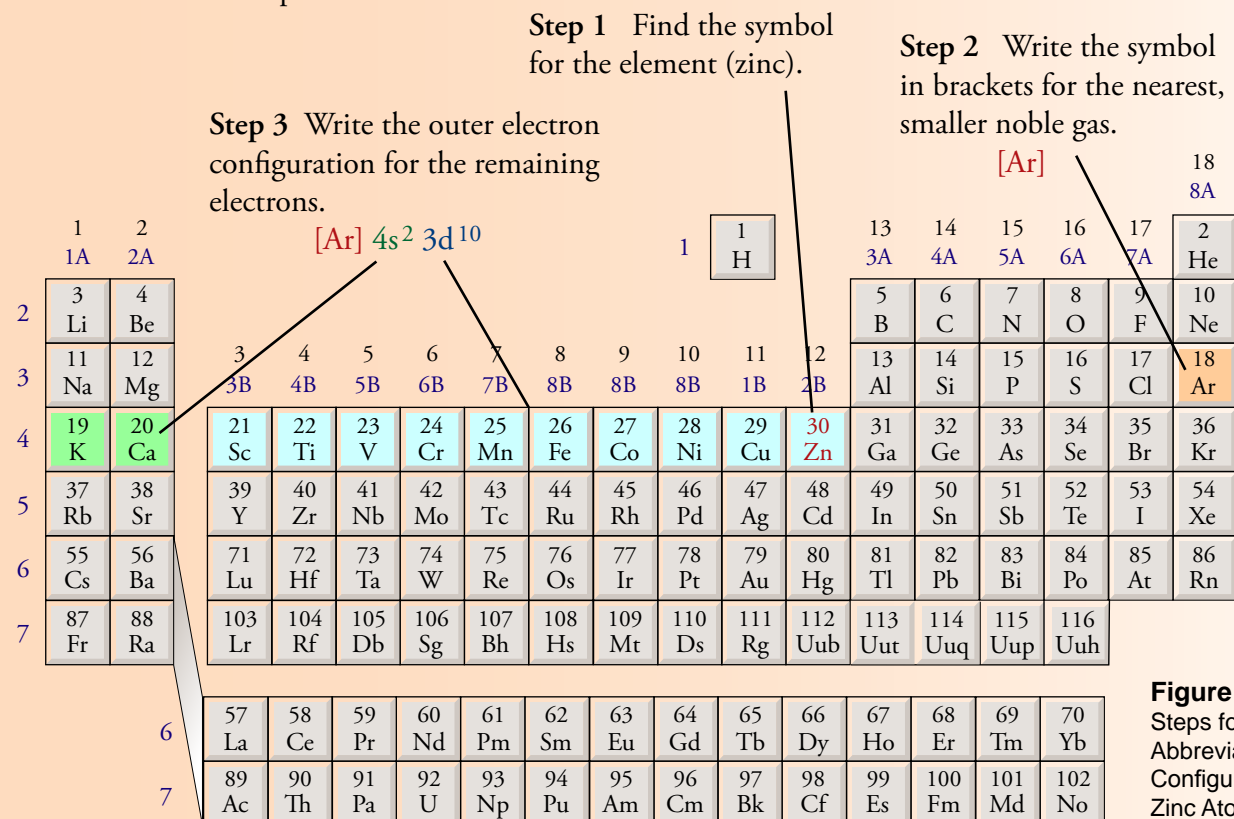 Step 1 Find the symbol
for the element (zinc).
Step 2 Write the symbol
in brackets for the nearest,
smaller noble gas.
[Ar]
Step 3 Write the outer electron
configuration for the remaining
electrons.
[Ar] 4s² 3d¹⁰
18
8A
1 2
1A 2A
13 14 15 16 17
3A 4A 5A 6A 7A
1
1
H
2
He
2
3 4 5 6 7 8 9 10
Li Be B C N O F Ne
3 4 5 6 7 8 9 10 11 12
3B 4B 5B 6B 7B 8B 8B 8B 1B 2B
3
11 12 13 14 15 16 17 18
Na Mg Al Si P S Cl Ar
4
19 20 21 22 23 24 25 26 27 28 29 30 31 32 33 34 35 36
K Ca Sc Ti V Cr Mn Fe Co Ni Cu Zn Ga Ge As Se Br Kr
5
37 38 39 40 41 42 43 44 45 46 47 48 49 50 51 52 53 54
Rb Sr Y Zr Nb Mo Tc Ru Rh Pd Ag Cd In Sn Sb Te I Xe
6
55 56 71 72 73 74 75 76 77 78 79 80 81 82 83 84 85 86
Cs Ba Lu Hf Ta W Re Os Ir Pt Au Hg Tl Pb Bi Po At Rn
7
87 88 103 104 105 106 107 108 109 110 111 112 113 114 115 116
Fr Ra Lr Rf Db Sg Bh Hs Mt Ds Rg Uub Uut Uuq Uup Uuh
6
57 58 59 60 61 62 63 64 65 66 67 68 69 70
La Ce Pr Nd Pm Sm Eu Gd Tb Dy Ho Er Tm Yb
7
89 90 91 92 93 94 95 96 97 98 99 100 101 102
Ac Th Pa U Np Pu Am Cm Bk Cf Es Fm Md No
Figure
Steps fo
Abbrevia
Configu
Zinc Ato